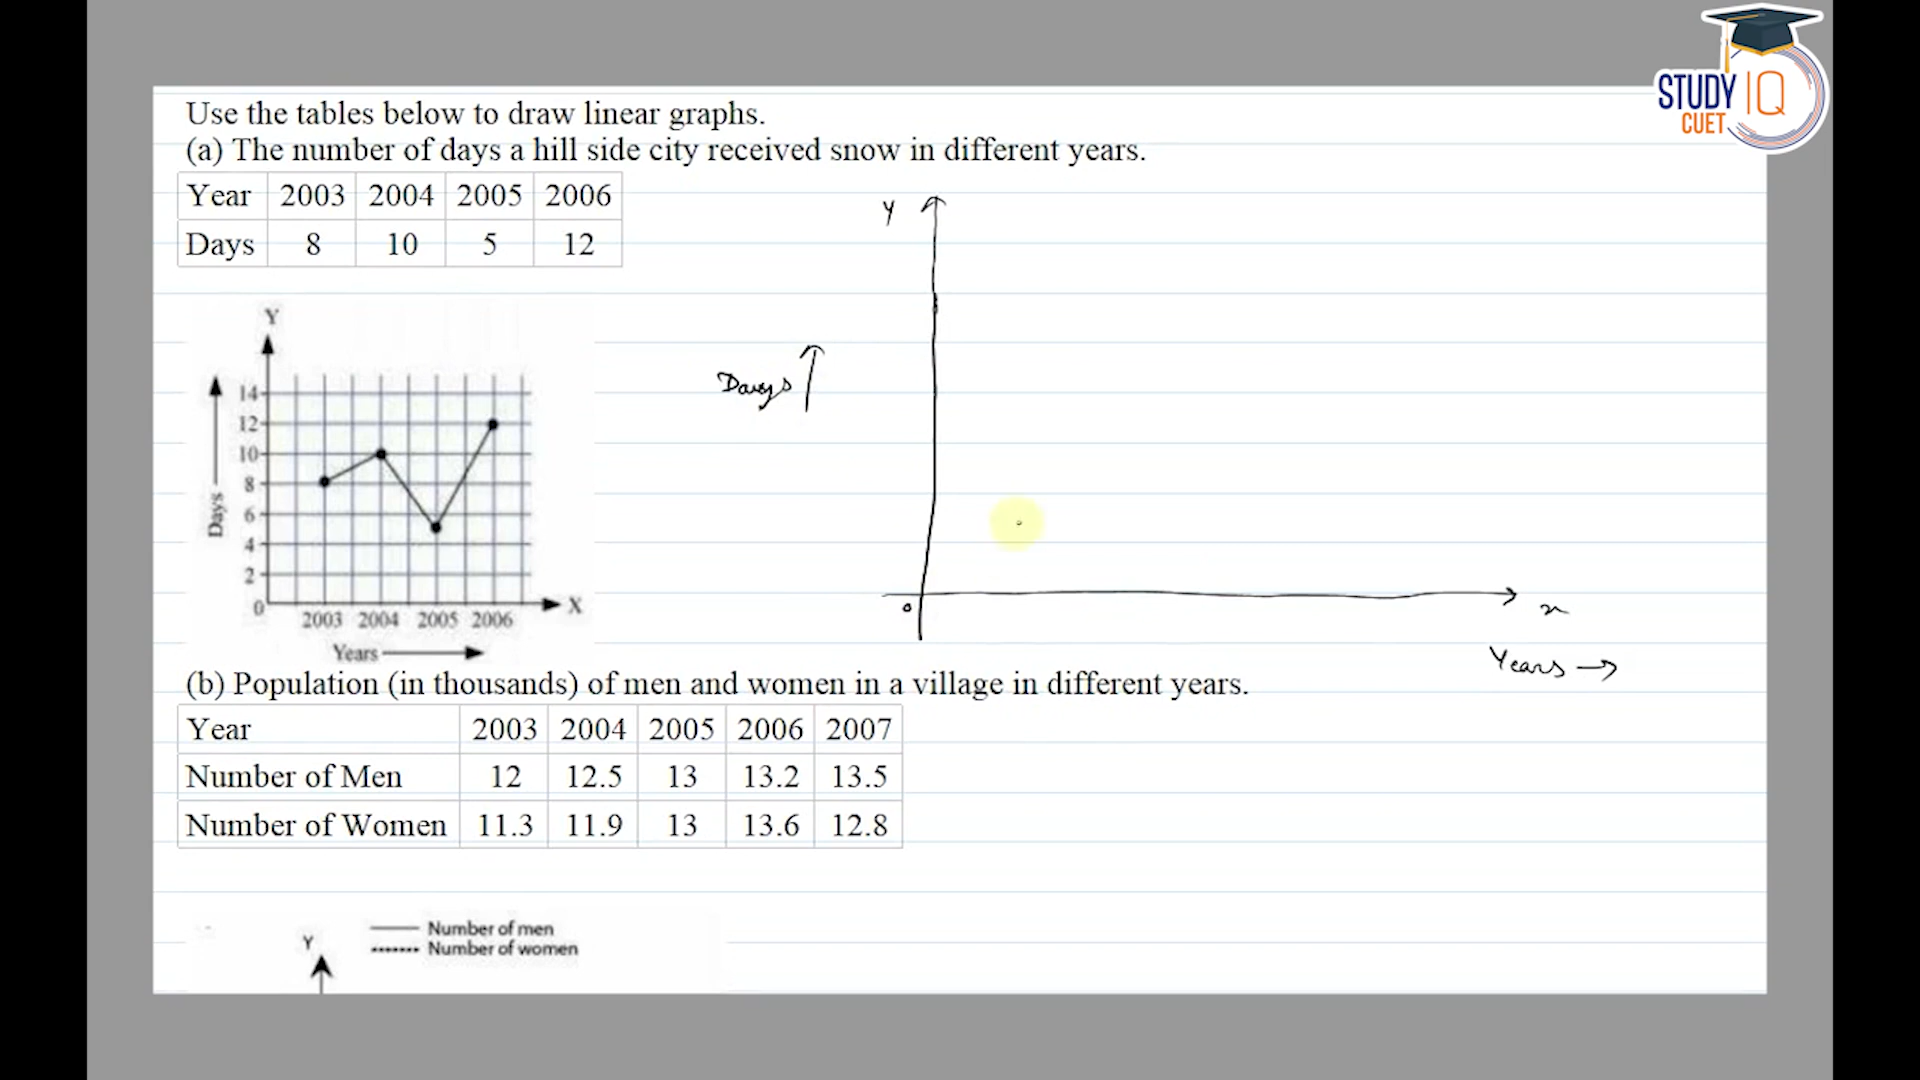 STUDY IQ
CUET
Use the tables below to draw linear graphs.
(a) The number of days a hill side city received snow in different years.
Year 2003 2004 2005 2006
Days 8 10 5 12
Y
Days
14
12
10
8
6
4
2
0
2003 2004 2005 2006
X
Years
Y
Days
0
x
Years
(b) Population (in thousands) of men and women in a village in different years.
Year 2003 2004 2005 2006 2007
Number of Men 12 12.5 13 13.2 13.5
Number of Women 11.3 11.9 13 13.6 12.8
Number of men
Y
Number of women